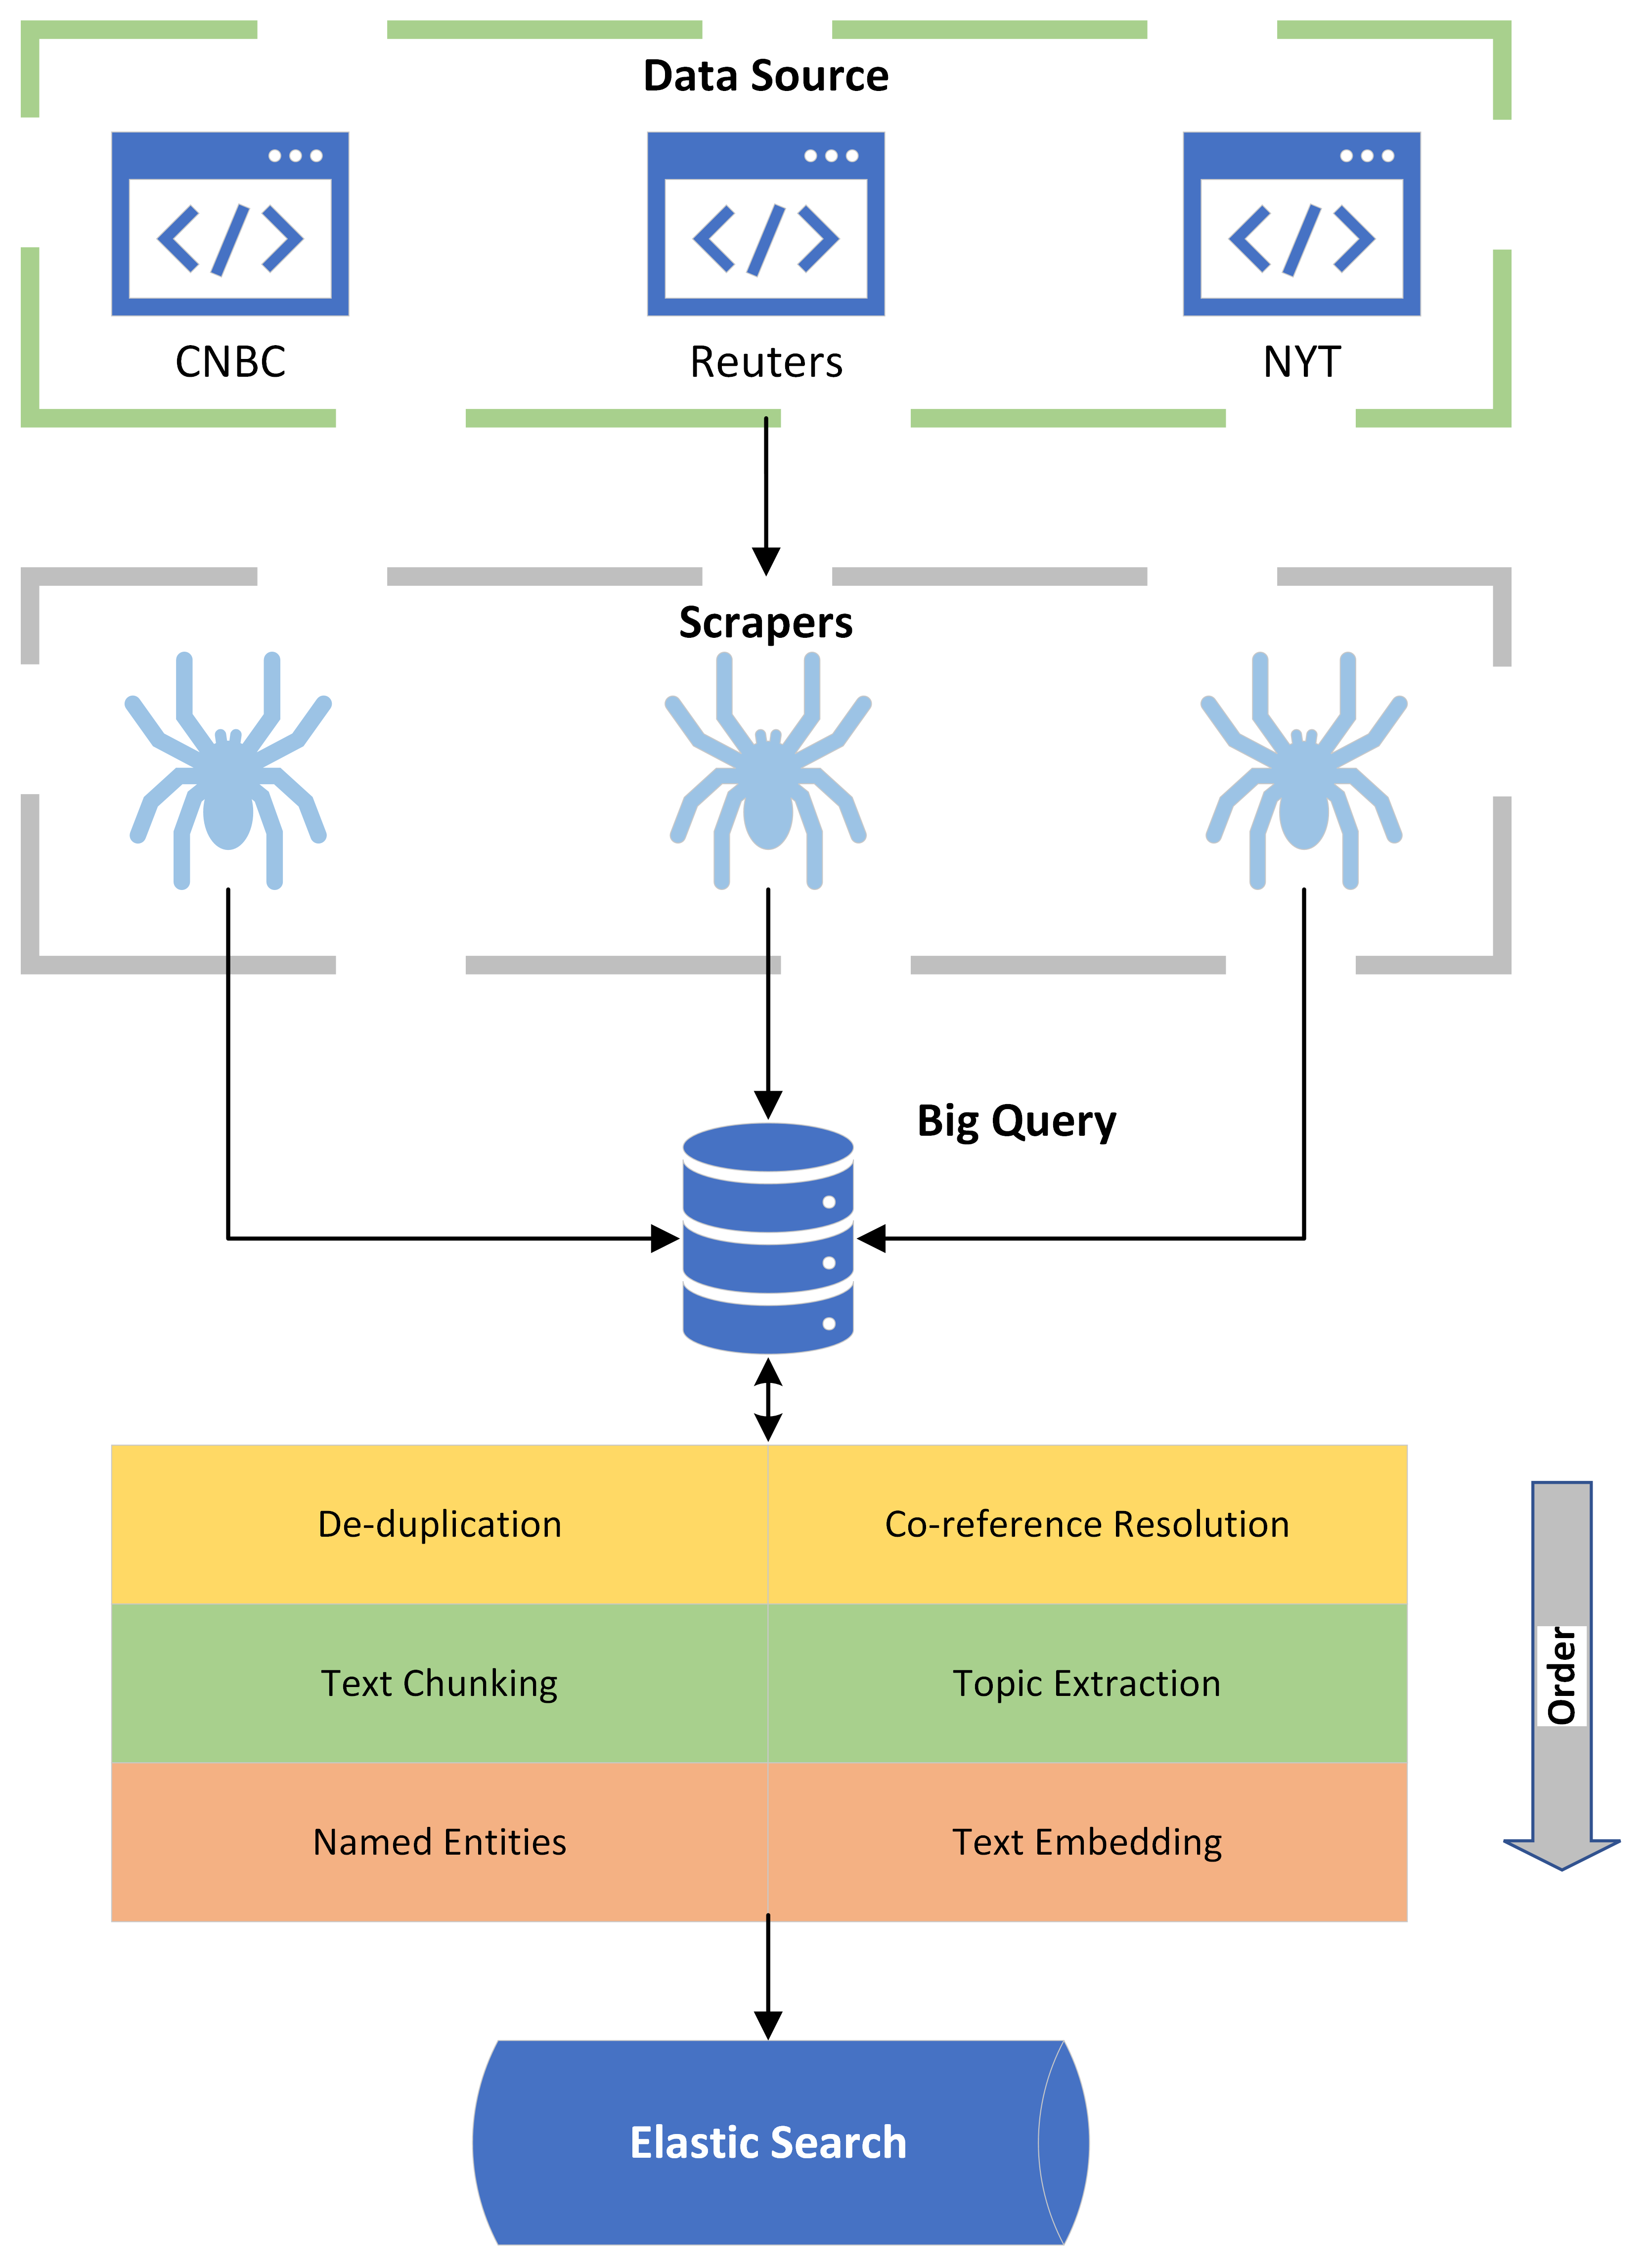 Data Source
CNBC
Reuters
NYT
Scrapers
Big Query
De-duplication
Co-reference Resolution
Text Chunking
Topic Extraction
Named Entities
Text Embedding
Order
Elastic Search